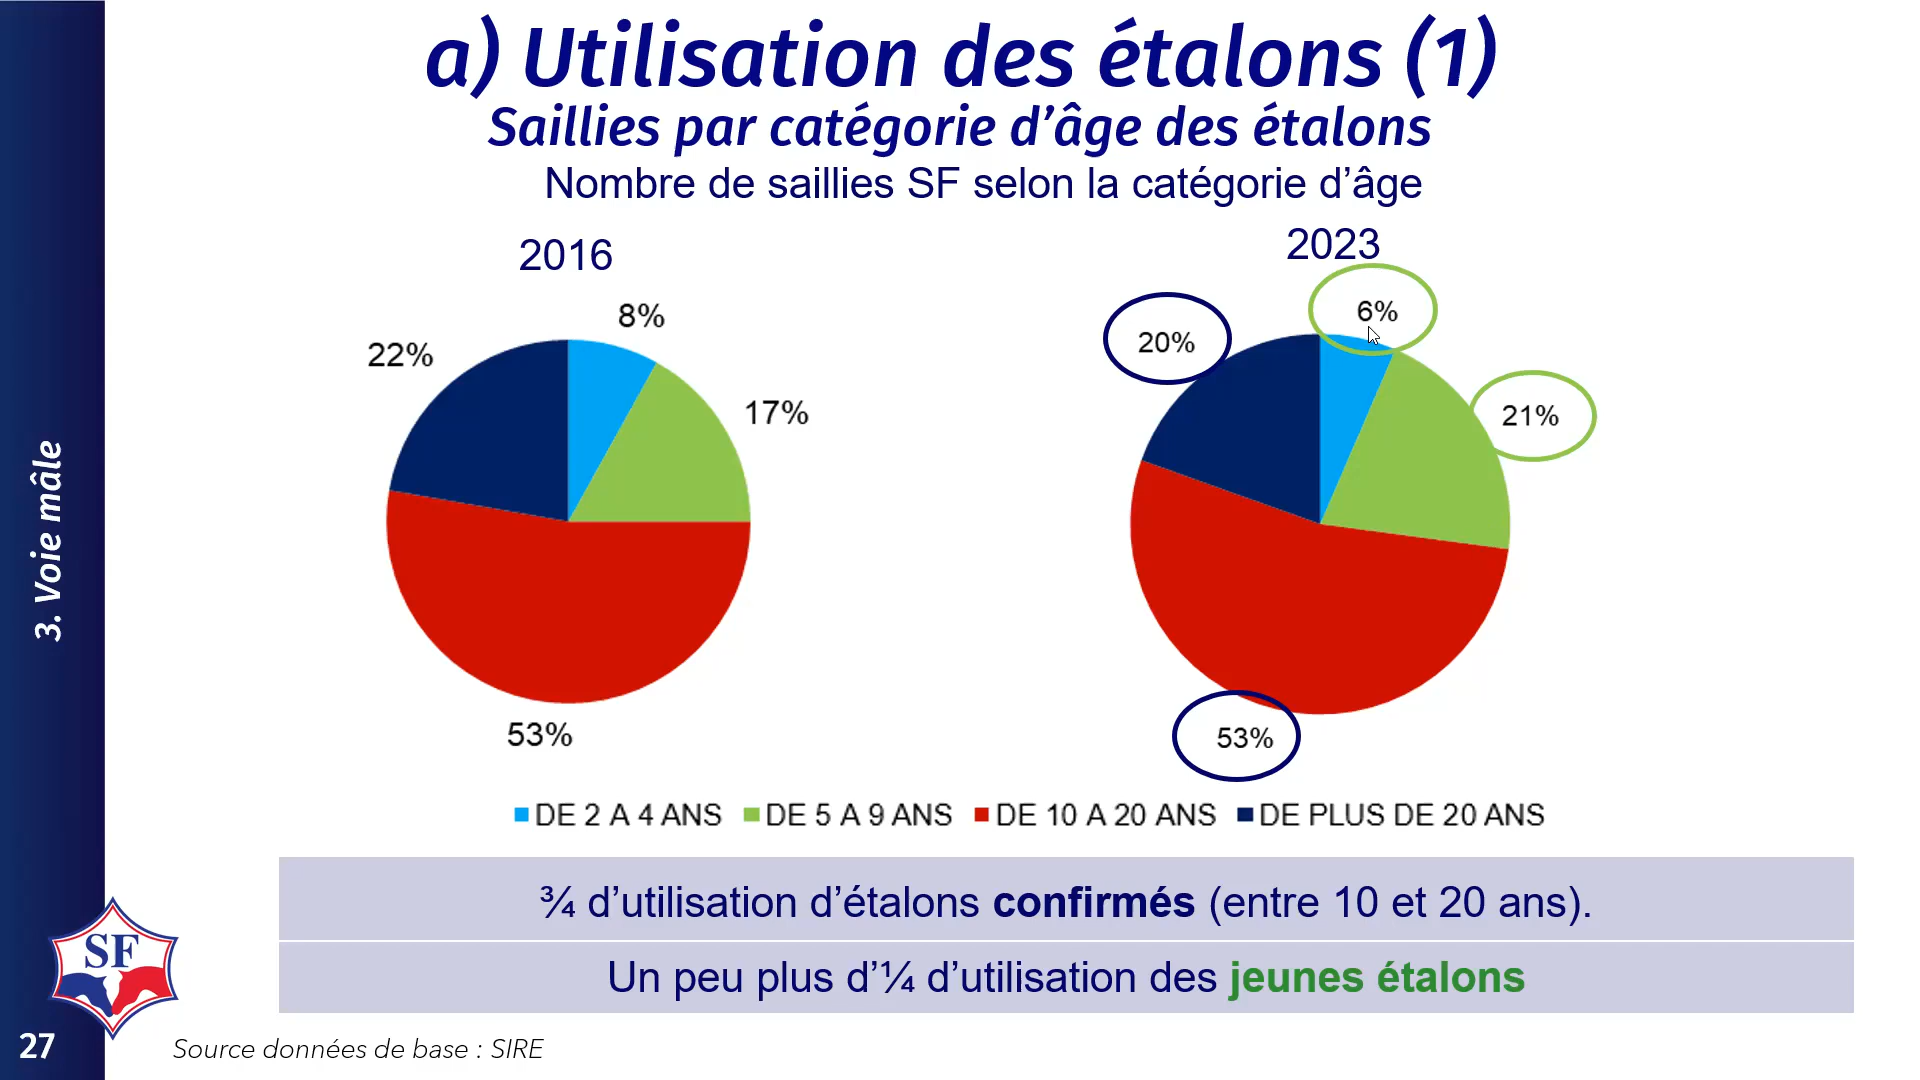 a) Utilisation des étalons (1)
Saillies par catégorie d’âge des étalons
Nombre de saillies SF selon la catégorie d’âge
2016
8%
22%
17%
53%
2023
6%
20%
21%
53%
DE 2 A 4 ANS DE 5 A 9 ANS DE 10 A 20 ANS DE PLUS DE 20 ANS
¾ d’utilisation d’étalons confirmés (entre 10 et 20 ans).
Un peu plus d’¼ d’utilisation des jeunes étalons
3. Voie mâle
SF
27
Source données de base : SIRE